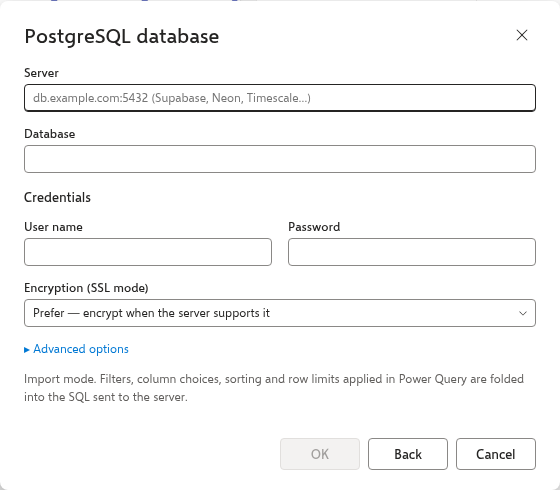 PostgreSQL database
Server
db.example.com:5432 (Supabase, Neon, Timescale...)
Database
Credentials
User name
Password
Encryption (SSL mode)
Prefer — encrypt when the server supports it
▸ Advanced options
Import mode. Filters, column choices, sorting and row limits applied in Power Query are folded
into the SQL sent to the server.
OK
Back
Cancel